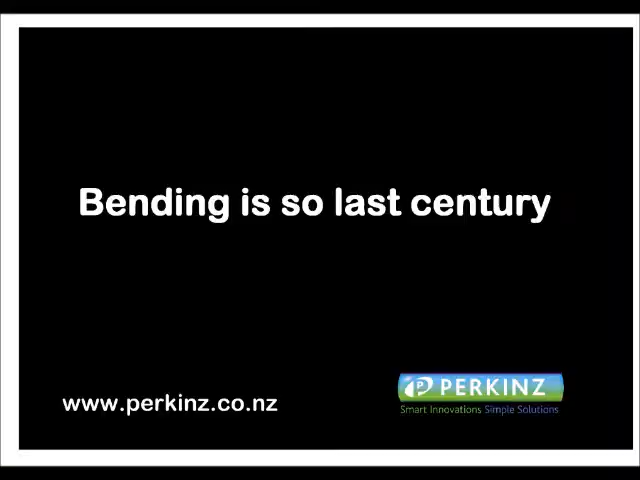 Bending is so last century
www.perkinz.co.nz
PERKINZ
Smart Innovations Simple Solutions